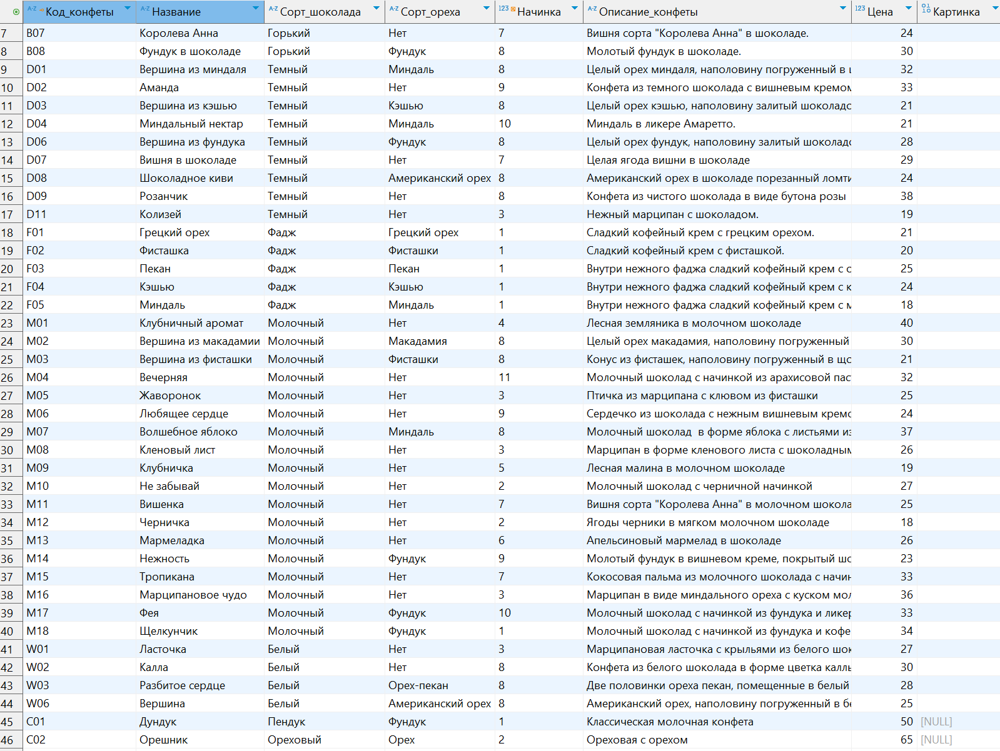 Код_конфеты Название Сорт_шоколада Сорт_ореха 123 Начинка Описание_конфеты 123 Цена Картинка
7 B07 Королева Анна Горький Нет 7 Вишня сорта "Королева Анна" в шоколаде. 24
8 B08 Фундук в шоколаде Горький Фундук 8 Молотый фундук в шоколаде. 30
9 D01 Вершина из миндаля Темный Миндаль 8 Целый орех миндаля, наполовину погруженный в 32
10 D02 Аманда Темный Нет 9 Конфета из темного шоколада с вишневым кремом 33
11 D03 Вершина из кэшью Темный Кэшью 8 Целый орех кэшью, наполовину залитый шоколадо 21
12 D04 Миндальный нектар Темный Миндаль 10 Миндаль в ликере Амаретто. 21
13 D06 Вершина из фундука Темный Фундук 8 Целый орех фундук, наполовину залитый шоколадо 28
14 D07 Вишня в шоколаде Темный Нет 7 Целая ягода вишни в шоколаде 29
15 D08 Шоколадное киви Темный Американский орех 8 Американский орех в шоколаде порезанный ломти 24
16 D09 Розанчик Темный Нет 8 Конфета из чистого шоколада в виде бутона розы 38
17 D11 Колизей Темный Нет 3 Нежный марципан с шоколадом. 19
18 F01 Грецкий орех Фадж Грецкий орех 1 Сладкий кофейный крем с грецким орехом. 21
19 F02 Фисташка Фадж Фисташки 1 Сладкий кофейный крем с фисташкой. 20
20 F03 Пекан Фадж Пекан 1 Внутри нежного фаджа сладкий кофейный крем с 25
21 F04 Кэшью Фадж Кэшью 1 Внутри нежного фаджа сладкий кофейный крем с к 24
22 F05 Миндаль Фадж Миндаль 1 Внутри нежного фаджа сладкий кофейный крем с м 18
23 M01 Клубничный аромат Молочный Нет 4 Лесная земляника в молочном шоколаде 40
24 M02 Вершина из макадамии Молочный Макадамия 8 Целый орех макадамия, наполовину погруженный 30
25 M03 Вершина из фисташки Молочный Фисташки 8 Конус из фисташек, наполовину погруженный в 21
26 M04 Вечерняя Молочный Нет 11 Молочный шоколад с начинкой из арахисовой пас 32
27 M05 Жаворонок Молочный Нет 3 Птичка из марципана с клювом из фисташки 25
28 M06 Любящее сердце Молочный Нет 9 Сердечко из шоколада с нежным вишневым кремо 24
29 M07 Волшебное яблоко Молочный Миндаль 8 Молочный шоколад в форме яблока с листьями из 37
30 M08 Кленовый лист Молочный Нет 3 Марципан в форме кленового листа с шоколадным 26
31 M09 Клубничка Молочный Нет 5 Лесная малина в молочном шоколаде 19
32 M10 Не забывай Молочный Нет 2 Молочный шоколад с черничной начинкой 27
33 M11 Вишенка Молочный Нет 7 Вишня сорта "Королева Анна" в молочном шокола 25
34 M12 Черничка Молочный Нет 2 Ягоды черники в мягком молочном шоколаде 18
35 M13 Мармеладка Молочный Нет 6 Апельсиновый мармелад в шоколаде 26
36 M14 Нежность Молочный Фундук 9 Молотый фундук в вишневом креме, покрытый шо 23
37 M15 Тропикана Молочный Нет 7 Кокосовая пальма из молочного шоколада с начин 33
38 M16 Марципановое чудо Молочный Нет 3 Марципан в виде миндального ореха с куском мол 36
39 M17 Фея Молочный Фундук 10 Молочный шоколад с начинкой из фундука и ликер 33
40 M18 Щелкунчик Молочный Фундук 1 Молочный шоколад с начинкой из фундука и кофе 34
41 W01 Ласточка Белый Нет 3 Марципановая ласточка с крыльями из белого шок 27
42 W02 Калла Белый Нет 8 Конфета из белого шоколада в форме цветка калль 30
43 W03 Разбитое сердце Белый Орех-пекан 8 Две половинки ореха пекан, помещенные в белый 28
44 W06 Вершина Белый Американский орех 8 Американский орех, наполовину погруженный в бе 25
45 C01 Дундук Пендук Фундук 1 Классическая молочная конфета 50 [NULL]
46 C02 Орешник Ореховый Орех 2 Ореховая с орехом 65 [NULL]